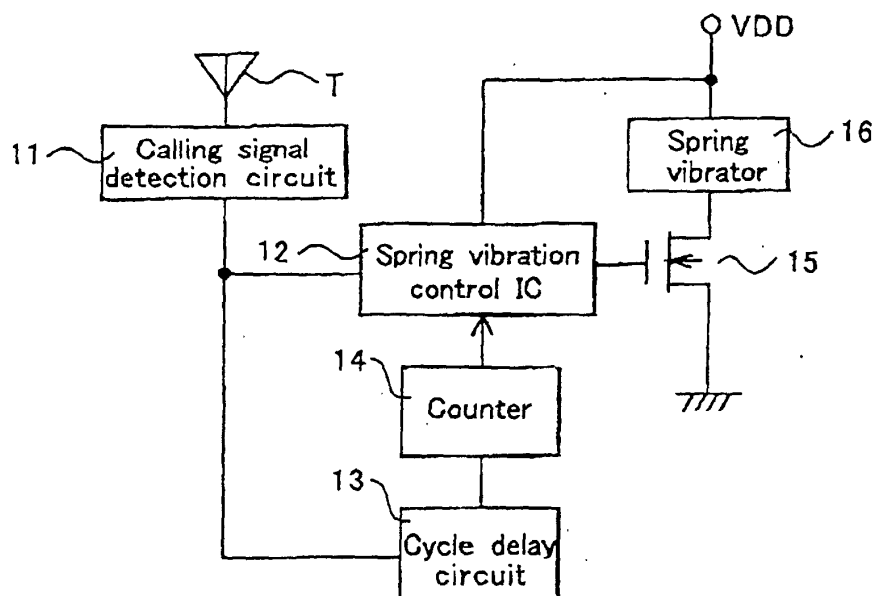 VDD
T
11
Calling signal
detection circuit
Spring
vibrator
16
12
Spring vibration
control IC
15
14
Counter
13
Cycle delay
circuit